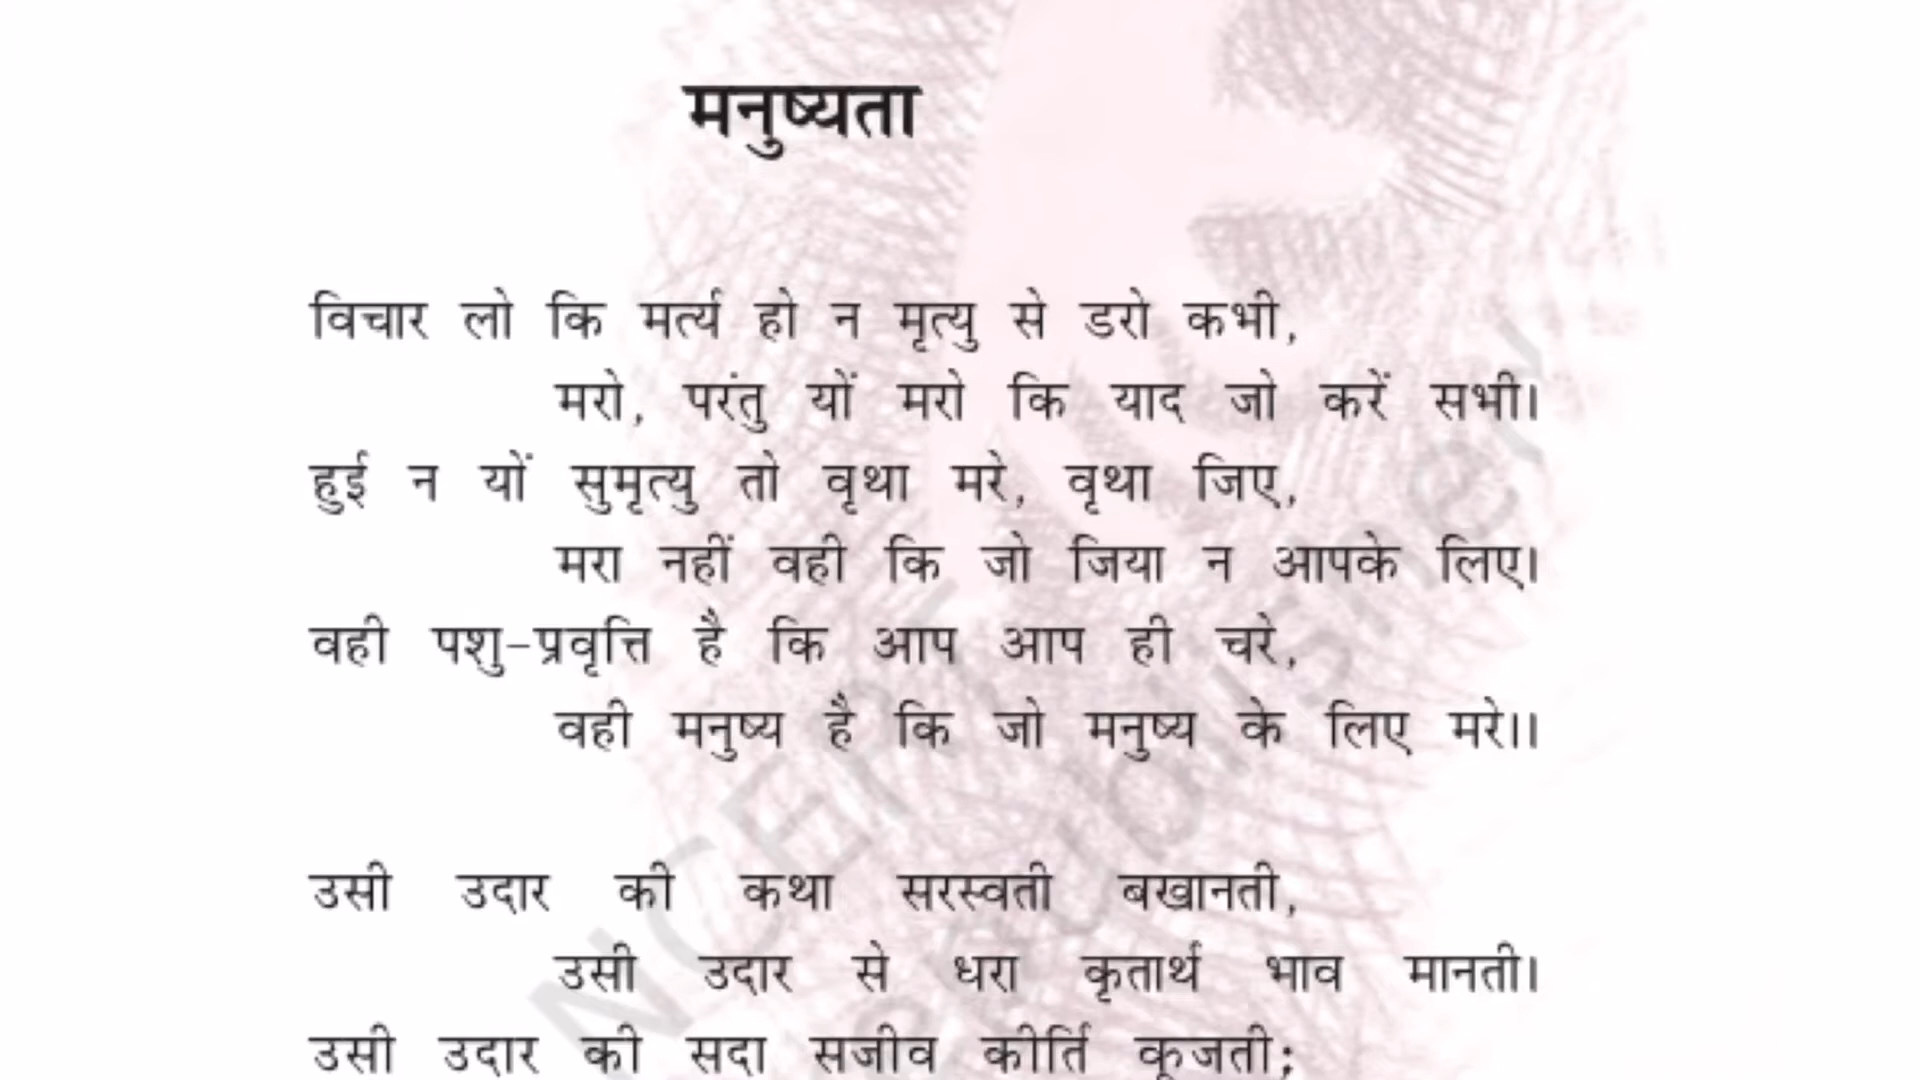 मनुष्यता
विचार लो कि मर्त्य हो न मृत्यु से डरो कभी,
मरो, परंतु यों मरो कि याद जो करें सभी।
हुई न यों सुमृत्यु तो वृथा मरे, वृथा जिए,
मरा नहीं वही कि जो जिया न आपके लिए।
वही पशु-प्रवृत्ति है कि आप आप ही चरे,
वही मनुष्य है कि जो मनुष्य के लिए मरे।।
उसी उदार की कथा सरस्वती बखानती,
उसी उदार से धरा कृतार्थ भाव मानती।
उसी उदार की सदा सजीव कीर्ति कूजती;